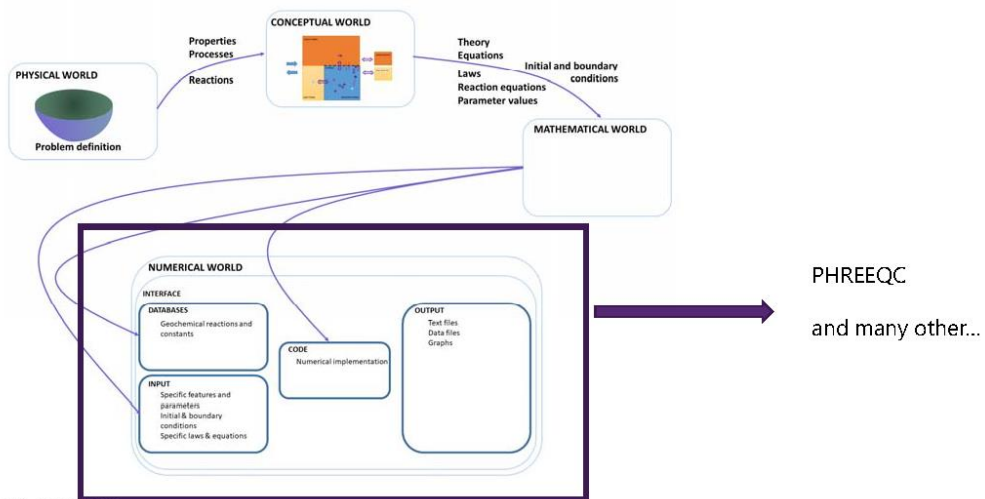 CONCEPTUAL WORLD
Properties
Processes
Reactions
PHYSICAL WORLD
Problem definition
Theory
Equations
Laws
Reaction equations
Parameter values
Initial and boundary
conditions
MATHEMATICAL WORLD
NUMERICAL WORLD
INTERFACE
DATABASES
Geochemical reactions and
constants
INPUT
Specific features and
parameters
Initial & boundary
conditions
Specific laws & equations
CODE
Numerical implementation
OUTPUT
Text files
Data files
Graphs
PHREEQC
and many other...